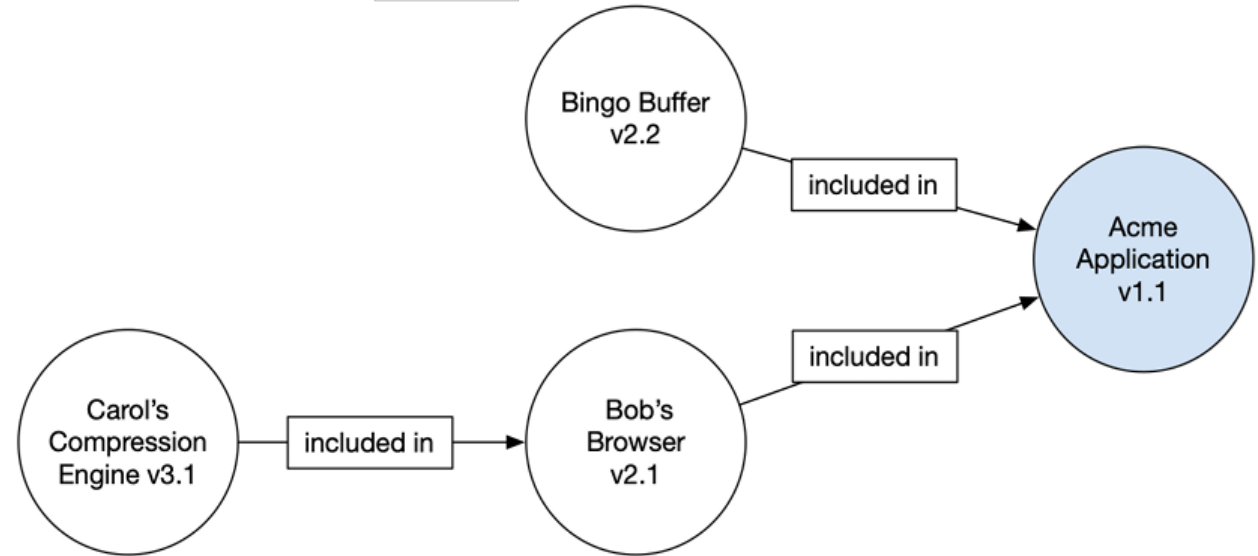 Bingo Buffer
v2.2
included in
Acme
Application
v1.1
included in
Carol’s
Compression
Engine v3.1
included in
Bob’s
Browser
v2.1